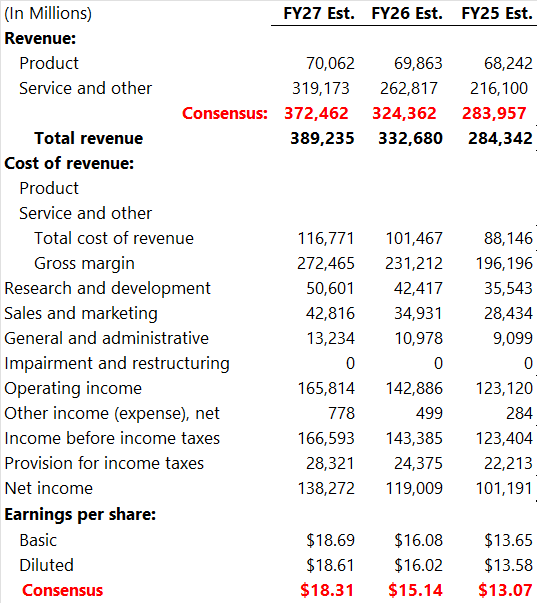 (In Millions) FY27 Est. FY26 Est. FY25 Est.
Revenue:
Product 70,062 69,863 68,242
Service and other 319,173 262,817 216,100
Consensus: 372,462 324,362 283,957
Total revenue 389,235 332,680 284,342
Cost of revenue:
Product
Service and other
Total cost of revenue 116,771 101,467 88,146
Gross margin 272,465 231,212 196,196
Research and development 50,601 42,417 35,543
Sales and marketing 42,816 34,931 28,434
General and administrative 13,234 10,978 9,099
Impairment and restructuring 0 0 0
Operating income 165,814 142,886 123,120
Other income (expense), net 778 499 284
Income before income taxes 166,593 143,385 123,404
Provision for income taxes 28,321 24,375 22,213
Net income 138,272 119,009 101,191
Earnings per share:
Basic $18.69 $16.08 $13.65
Diluted $18.61 $16.02 $13.58
Consensus $18.31 $15.14 $13.07